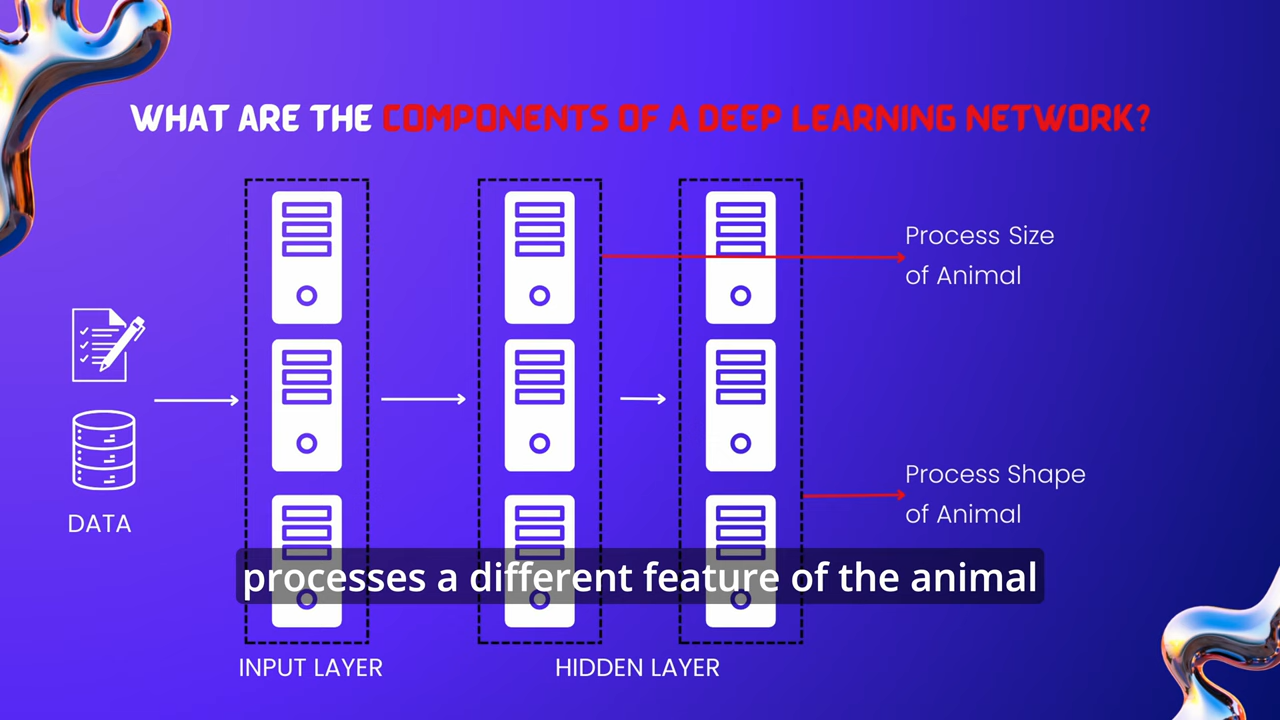 WHAT ARE THE COMPONENTS OF A DEEP LEARNING NETWORK?
Process Size
of Animal
Process Shape
of Animal
DATA
processes a different feature of the animal
INPUT LAYER
HIDDEN LAYER